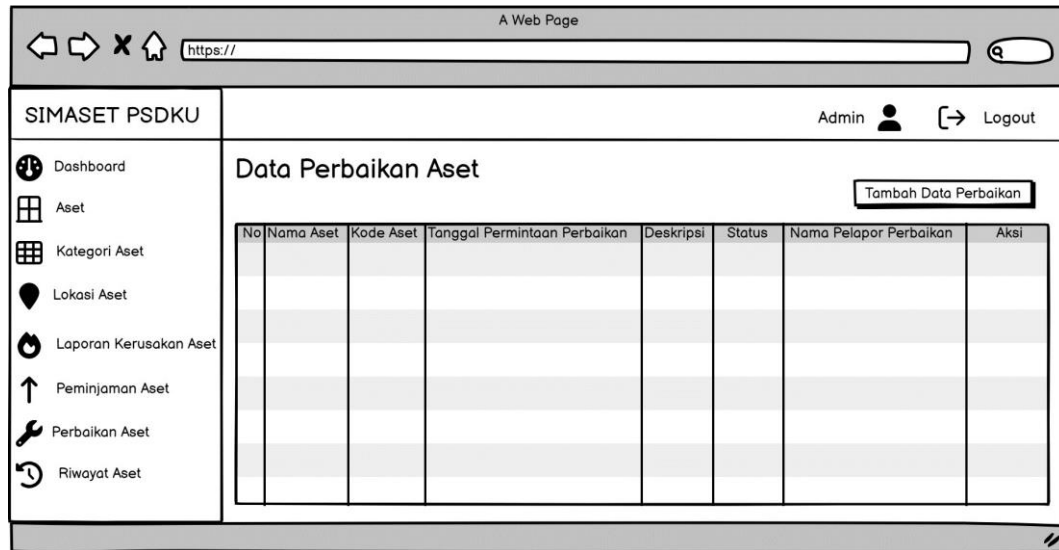 A Web Page
https://
SIMASET PSDKU
Admin
Logout
Dashboard
Aset
Kategori Aset
Lokasi Aset
Laporan Kerusakan Aset
Peminjaman Aset
Perbaikan Aset
Riwayat Aset
Data Perbaikan Aset
Tambah Data Perbaikan
No Nama Aset Kode Aset Tanggal Permintaan Perbaikan Deskripsi Status Nama Pelapor Perbaikan Aksi